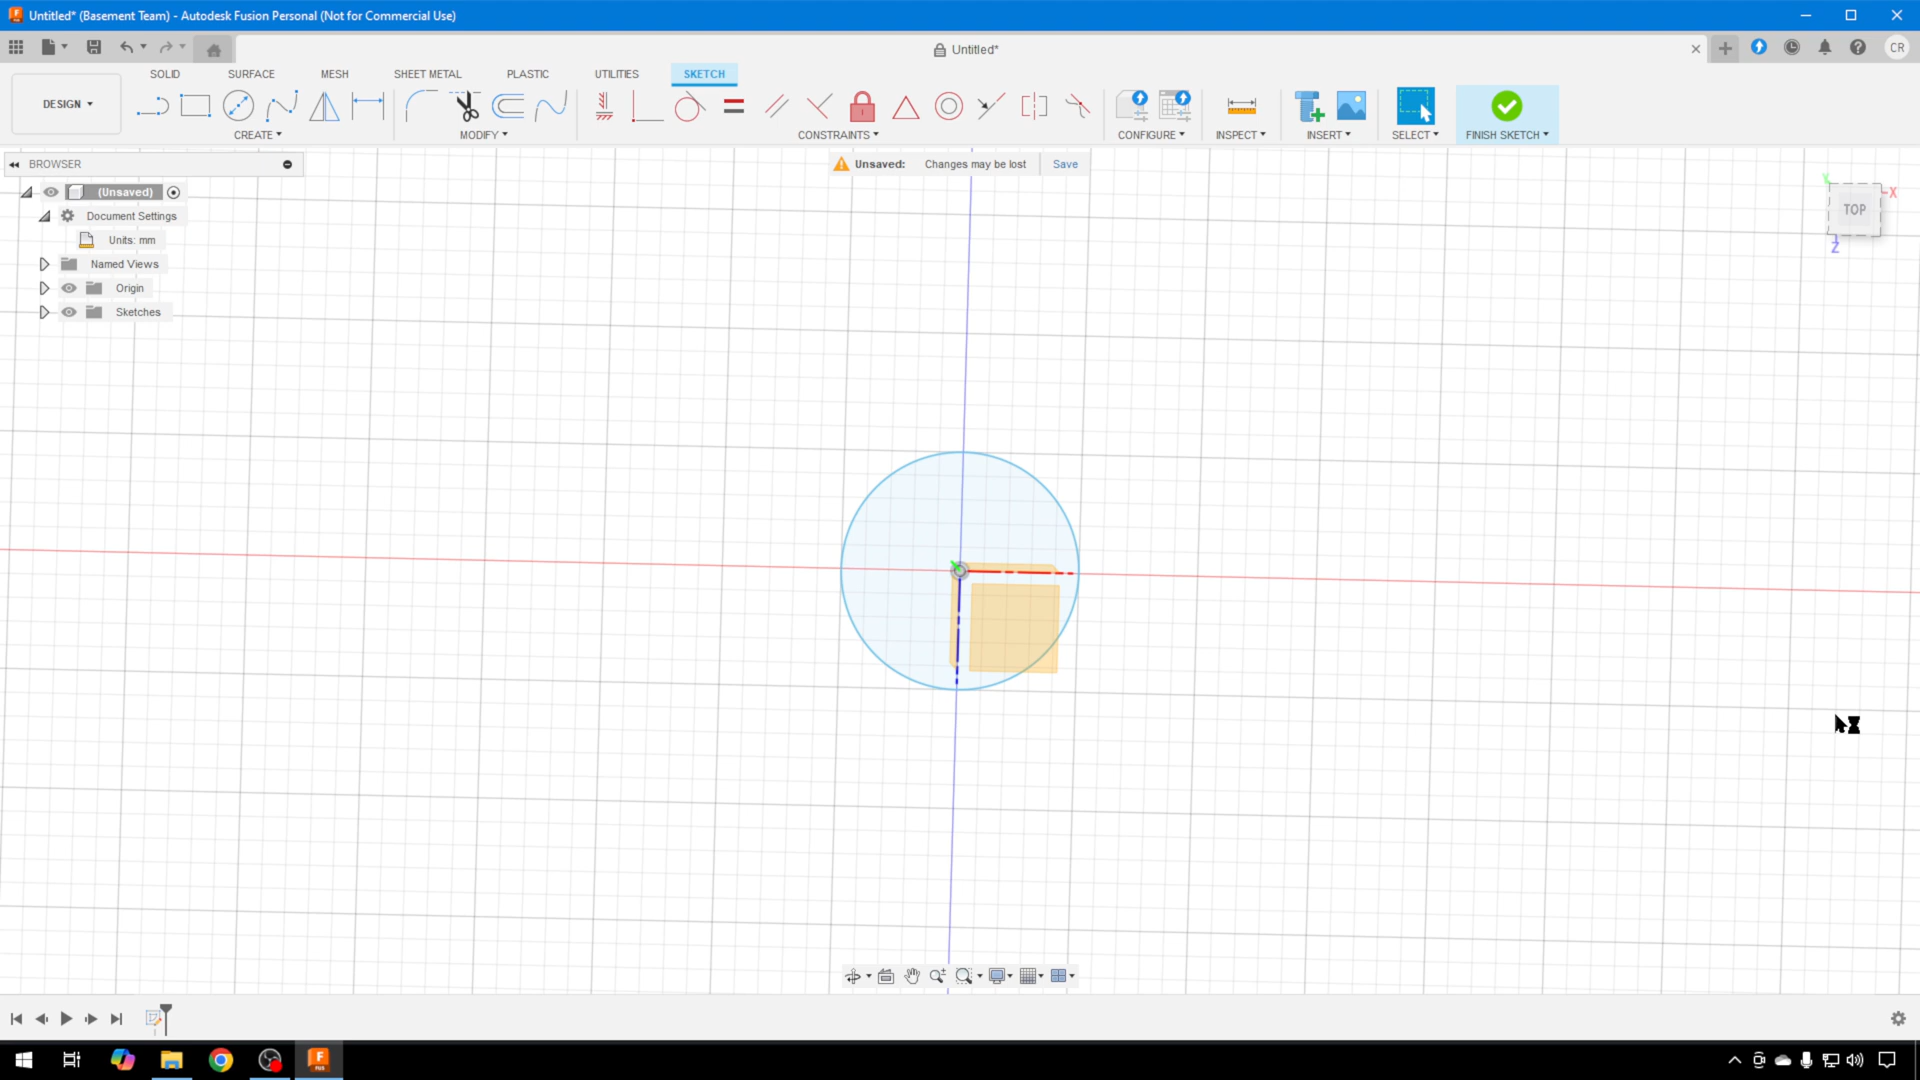 Untitled* (Basement Team) - Autodesk Fusion Personal (Not for Commercial Use)
Untitled*
CR
SOLID
SURFACE
MESH
SHEET METAL
PLASTIC
UTILITIES
SKETCH
DESIGN
CREATE
MODIFY
CONSTRAINTS
CONFIGURE
INSPECT
INSERT
SELECT
FINISH SKETCH
BROWSER
Unsaved: Changes may be lost
Save
(Unsaved)
Document Settings
Units: mm
Named Views
Origin
Sketches
Y
X
TOP
Z
F
FUS